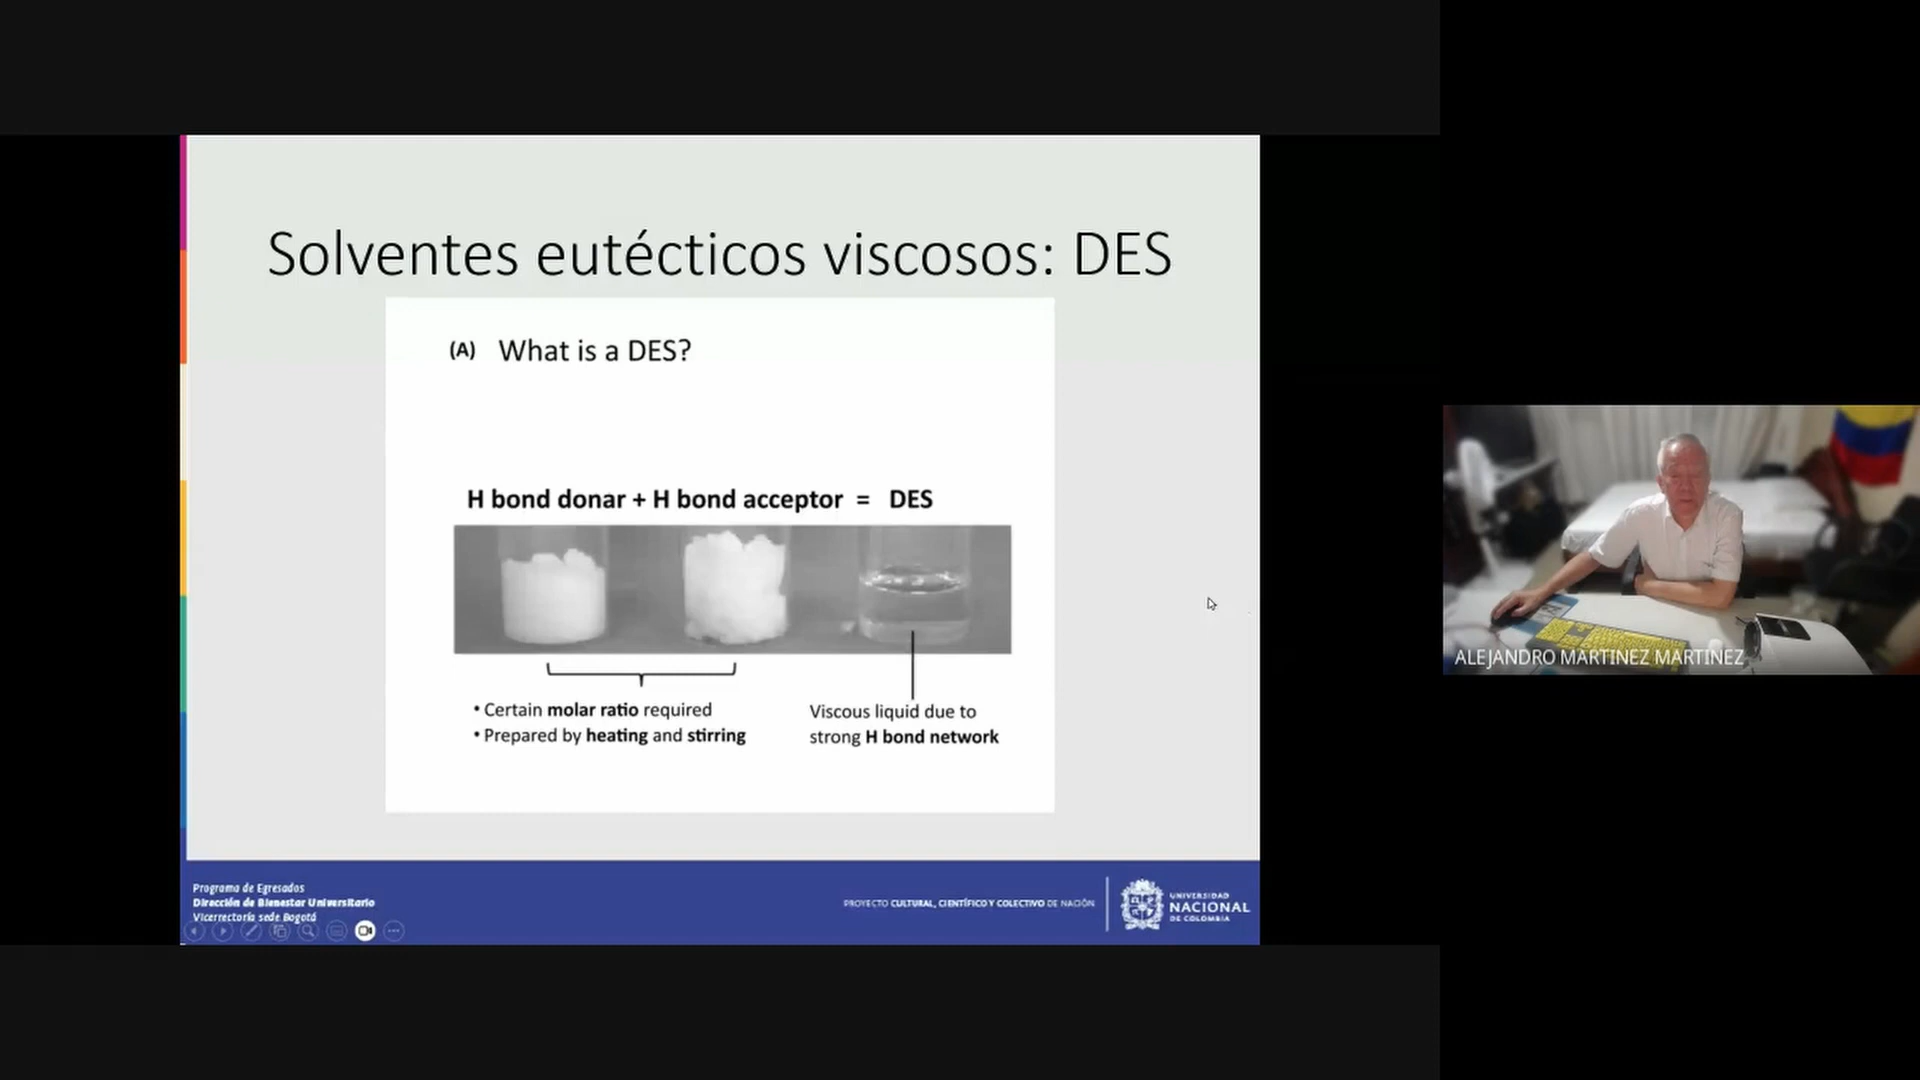 Solventes eutécticos viscosos: DES
(A) What is a DES?
H bond donar + H bond acceptor = DES
• Certain molar ratio required
• Prepared by heating and stirring
Viscous liquid due to
strong H bond network
Programa de Egresados
Dirección de Bienestar Universitario
Vicerrectoría sede Bogotá
PROYECTO CULTURAL, CIENTÍFICO Y COLECTIVO DE NACIÓN
UNIVERSIDAD
NACIONAL
DE COLOMBIA
ALEJANDRO MARTINEZ MARTINEZ